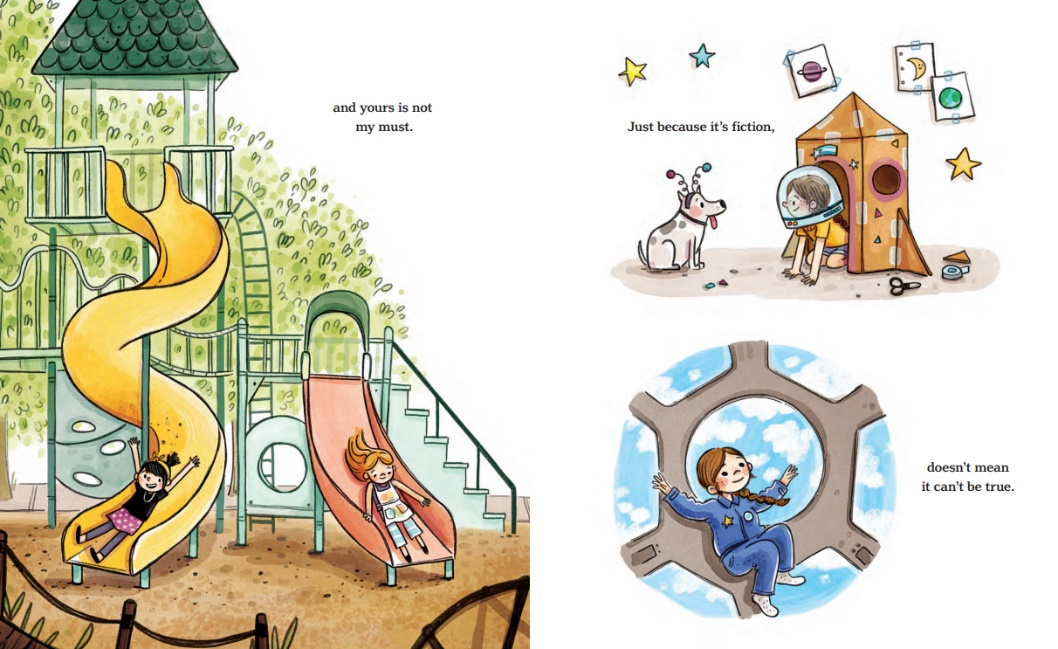 and yours is not
my must.
Just because it's fiction,
doesn't mean
it can't be true.